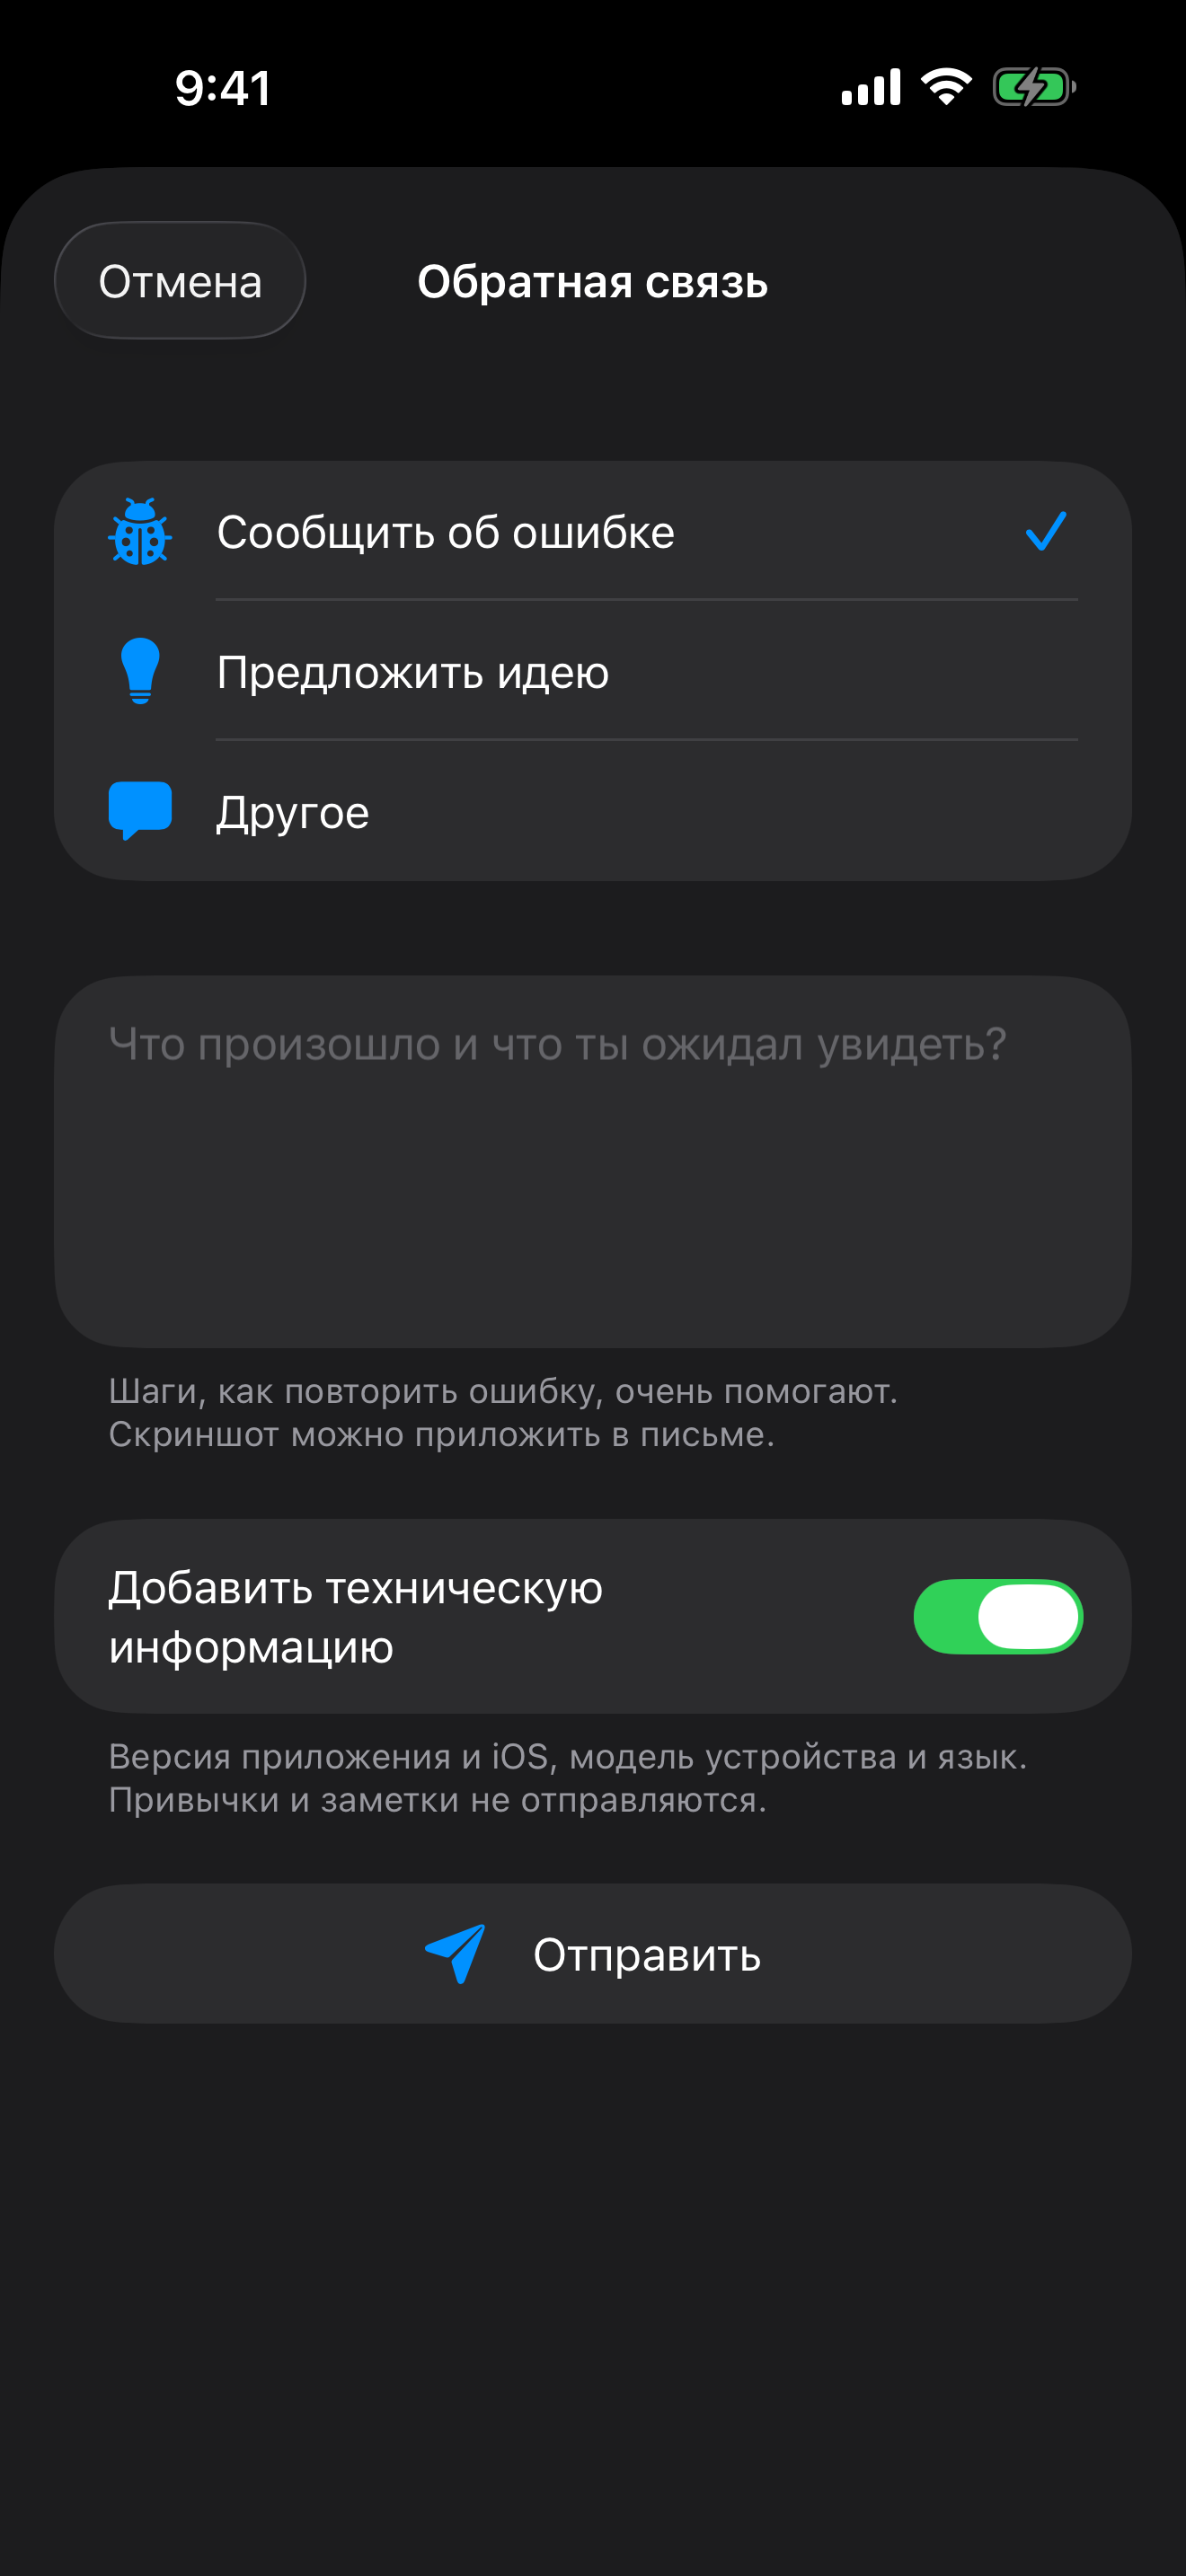 9:41
Отмена
Обратная связь
Сообщить об ошибке
Предложить идею
Другое
Что произошло и что ты ожидал увидеть?
Шаги, как повторить ошибку, очень помогают.
Скриншот можно приложить в письме.
Добавить техническую
информацию
Версия приложения и iOS, модель устройства и язык.
Привычки и заметки не отправляются.
Отправить